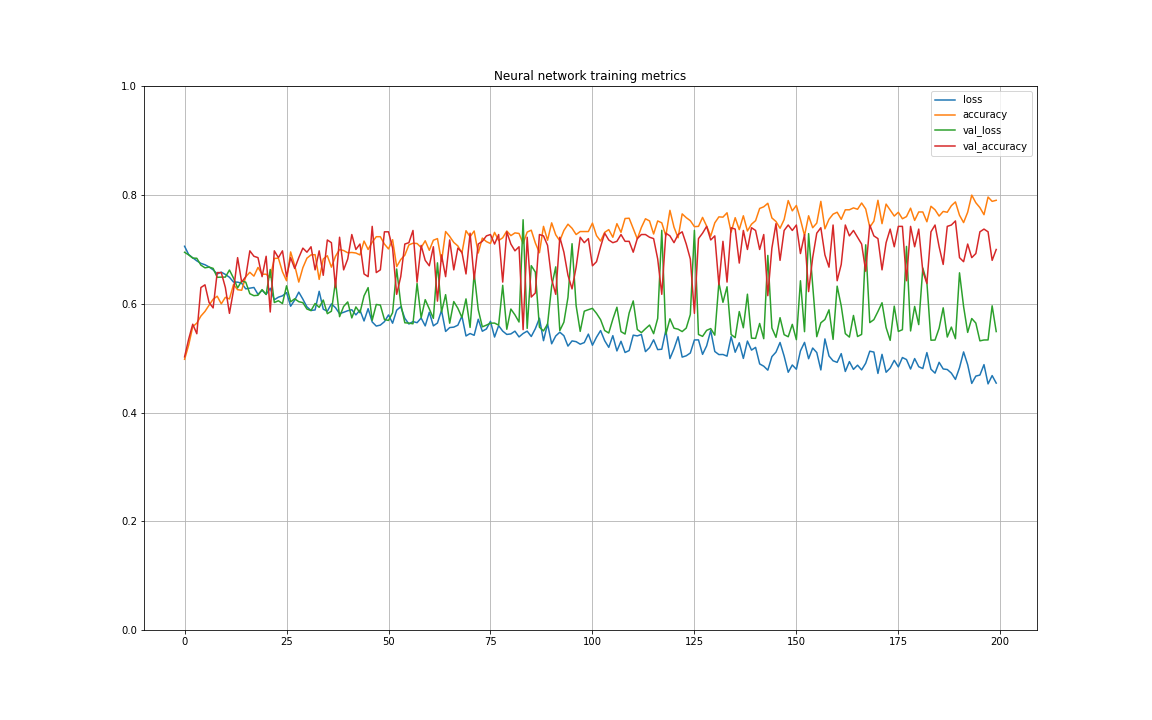 Neural network training metrics
1.0
0.8
0.6
0.4
0.2
0.0
0 25 50 75 100 125 150 175 200
loss
accuracy
val_loss
val_accuracy